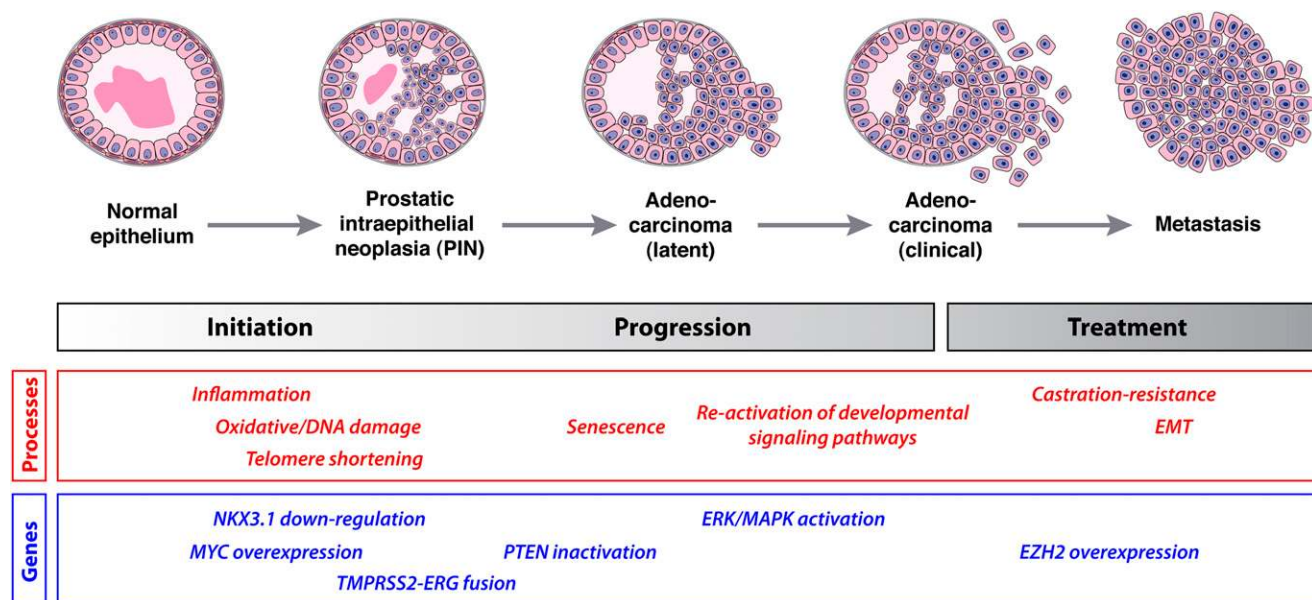 Normal
epithelium
Prostatic
intraepithelial
neoplasia (PIN)
Adeno-
carcinoma
(latent)
Adeno-
carcinoma
(clinical)
Metastasis
Initiation
Progression
Treatment
Processes
Inflammation
Oxidative/DNA damage
Telomere shortening
Senescence
Re-activation of developmental
signaling pathways
Castration-resistance
EMT
Genes
NKX3.1 down-regulation
MYC overexpression
TMPRSS2-ERG fusion
PTEN inactivation
ERK/MAPK activation
EZH2 overexpression